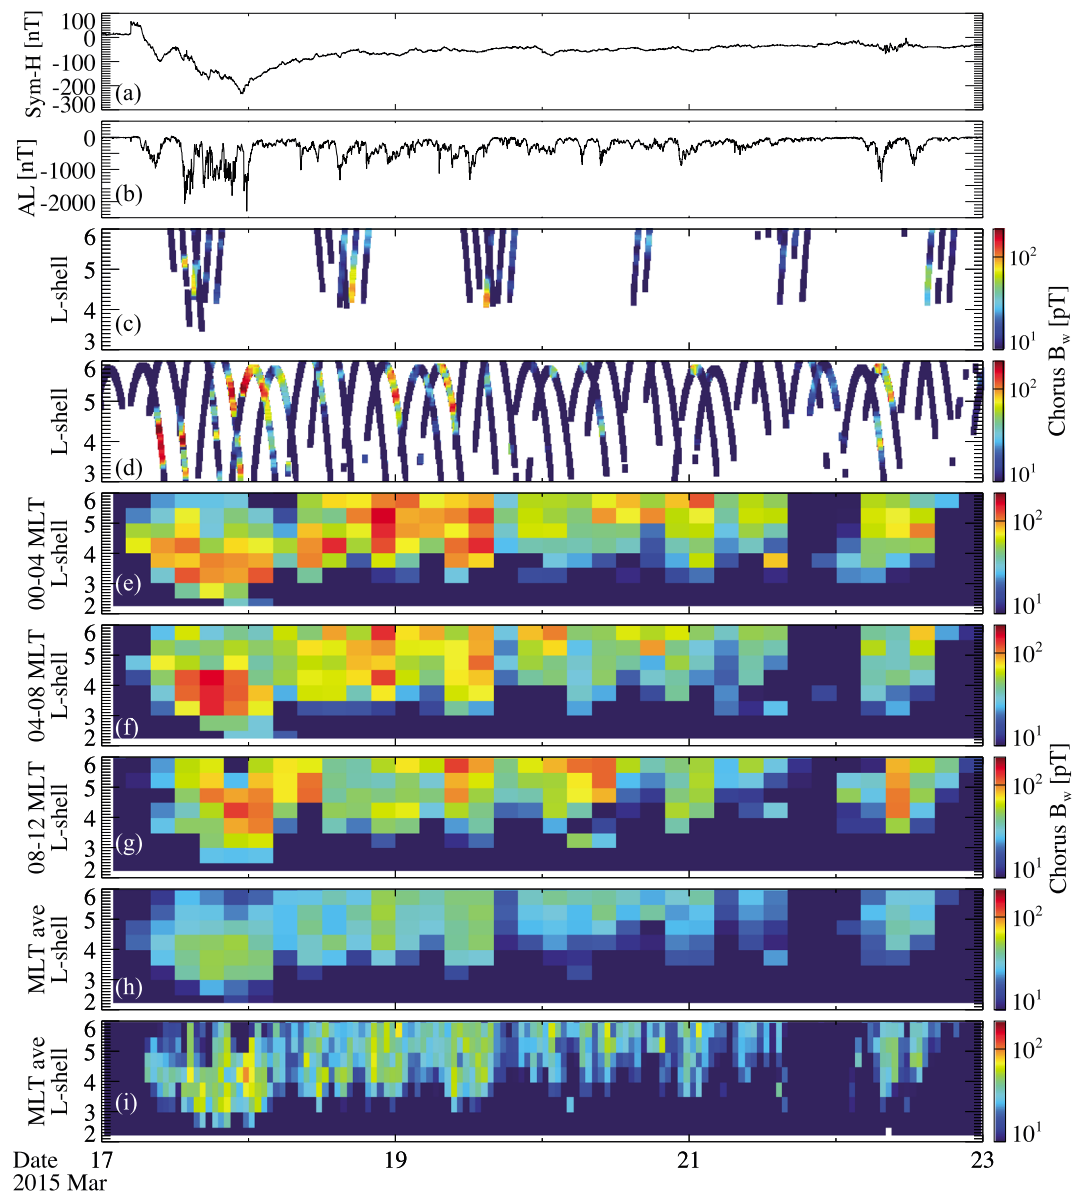 100
0
-100
-200
-300
Sym-H [nT]
(a)
0
-1000
-2000
AL [nT]
(b)
6
5
4
3
L-shell
(c)
10²
10¹
6
5
4
3
L-shell
(d)
10²
10¹
Chorus B_w [pT]
6
5
4
3
2
00-04 MLT
L-shell
(e)
10²
10¹
6
5
4
3
2
04-08 MLT
L-shell
(f)
10²
10¹
6
5
4
3
2
08-12 MLT
L-shell
(g)
10²
10¹
Chorus B_w [pT]
6
5
4
3
2
MLT ave
L-shell
(h)
10²
10¹
6
5
4
3
2
MLT ave
L-shell
(i)
10²
10¹
17 19 21 23
Date
2015 Mar